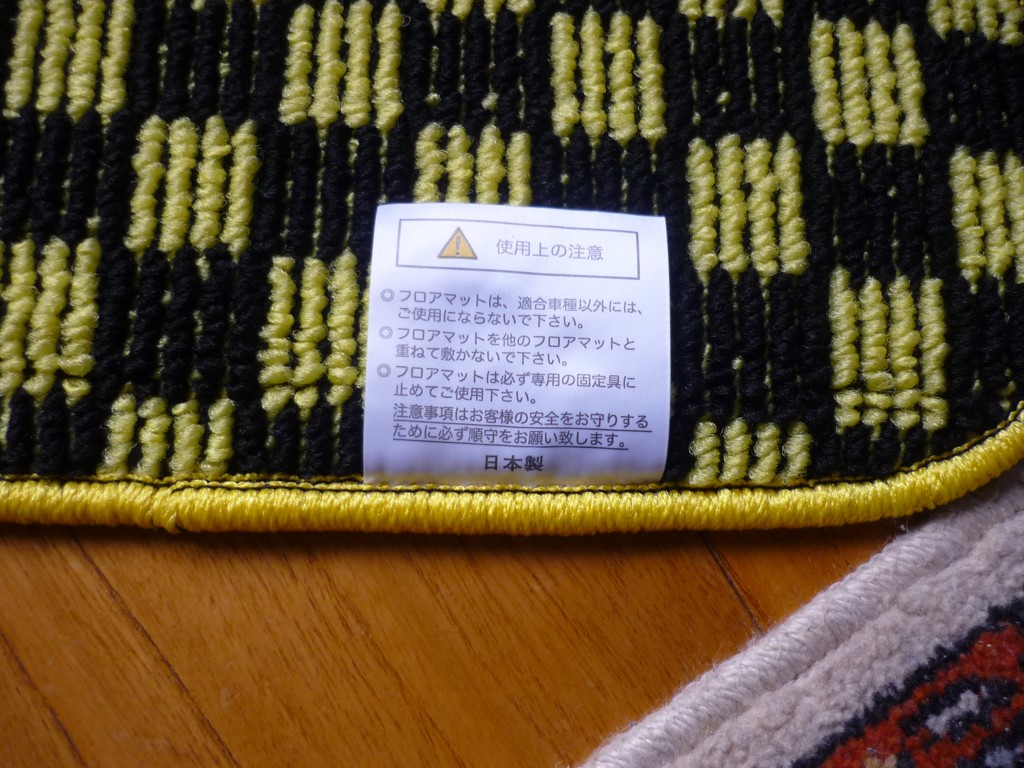 使用上の注意
◎フロアマットは、適合車種以外には、
ご使用にならないで下さい。
◎フロアマットを他のフロアマットと
重ねて敷かないで下さい。
◎フロアマットは必ず専用の固定具に
止めてご使用下さい。
注意事項はお客様の安全をお守りする
ために必ず順守をお願い致します。
日本製